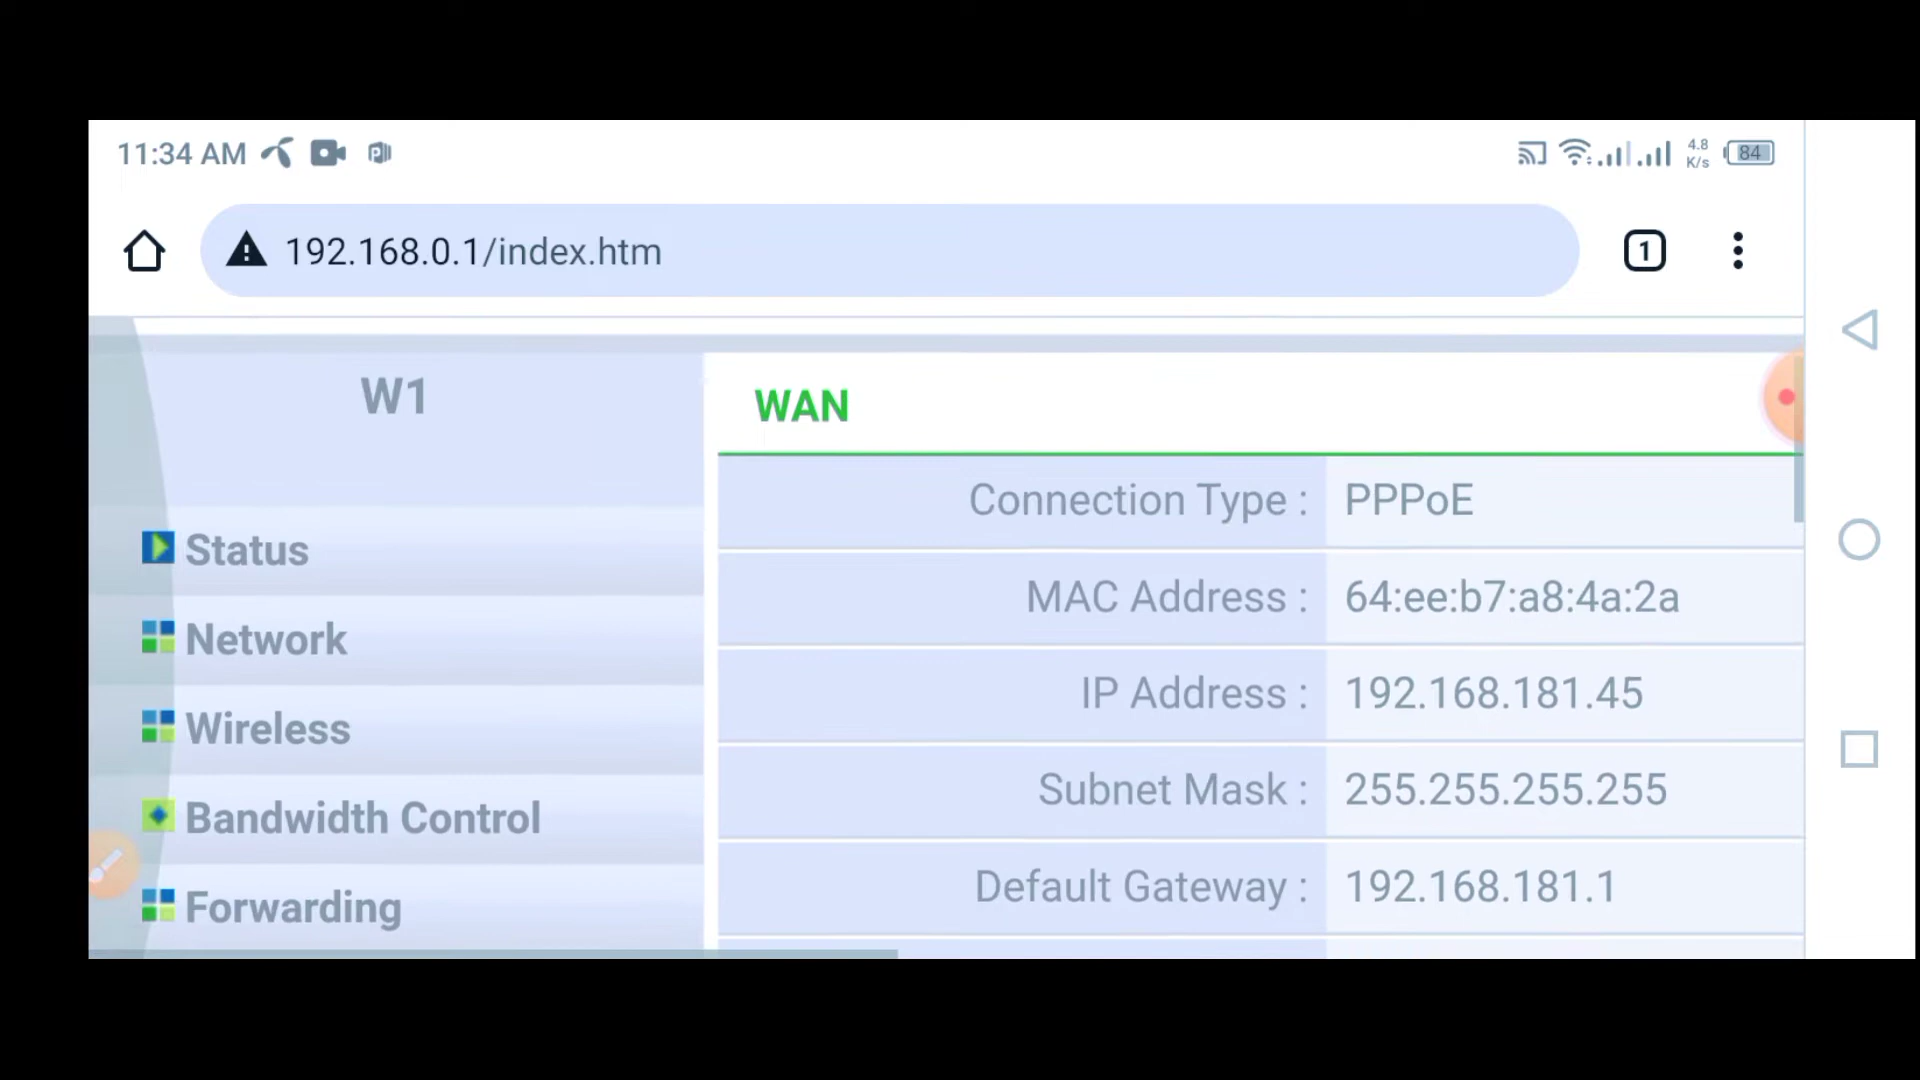 11:34 AM
4.8 K/s
84
192.168.0.1/index.htm
1
W1
Status
Network
Wireless
Bandwidth Control
Forwarding
WAN
Connection Type : PPPoE
MAC Address : 64:ee:b7:a8:4a:2a
IP Address : 192.168.181.45
Subnet Mask : 255.255.255.255
Default Gateway : 192.168.181.1